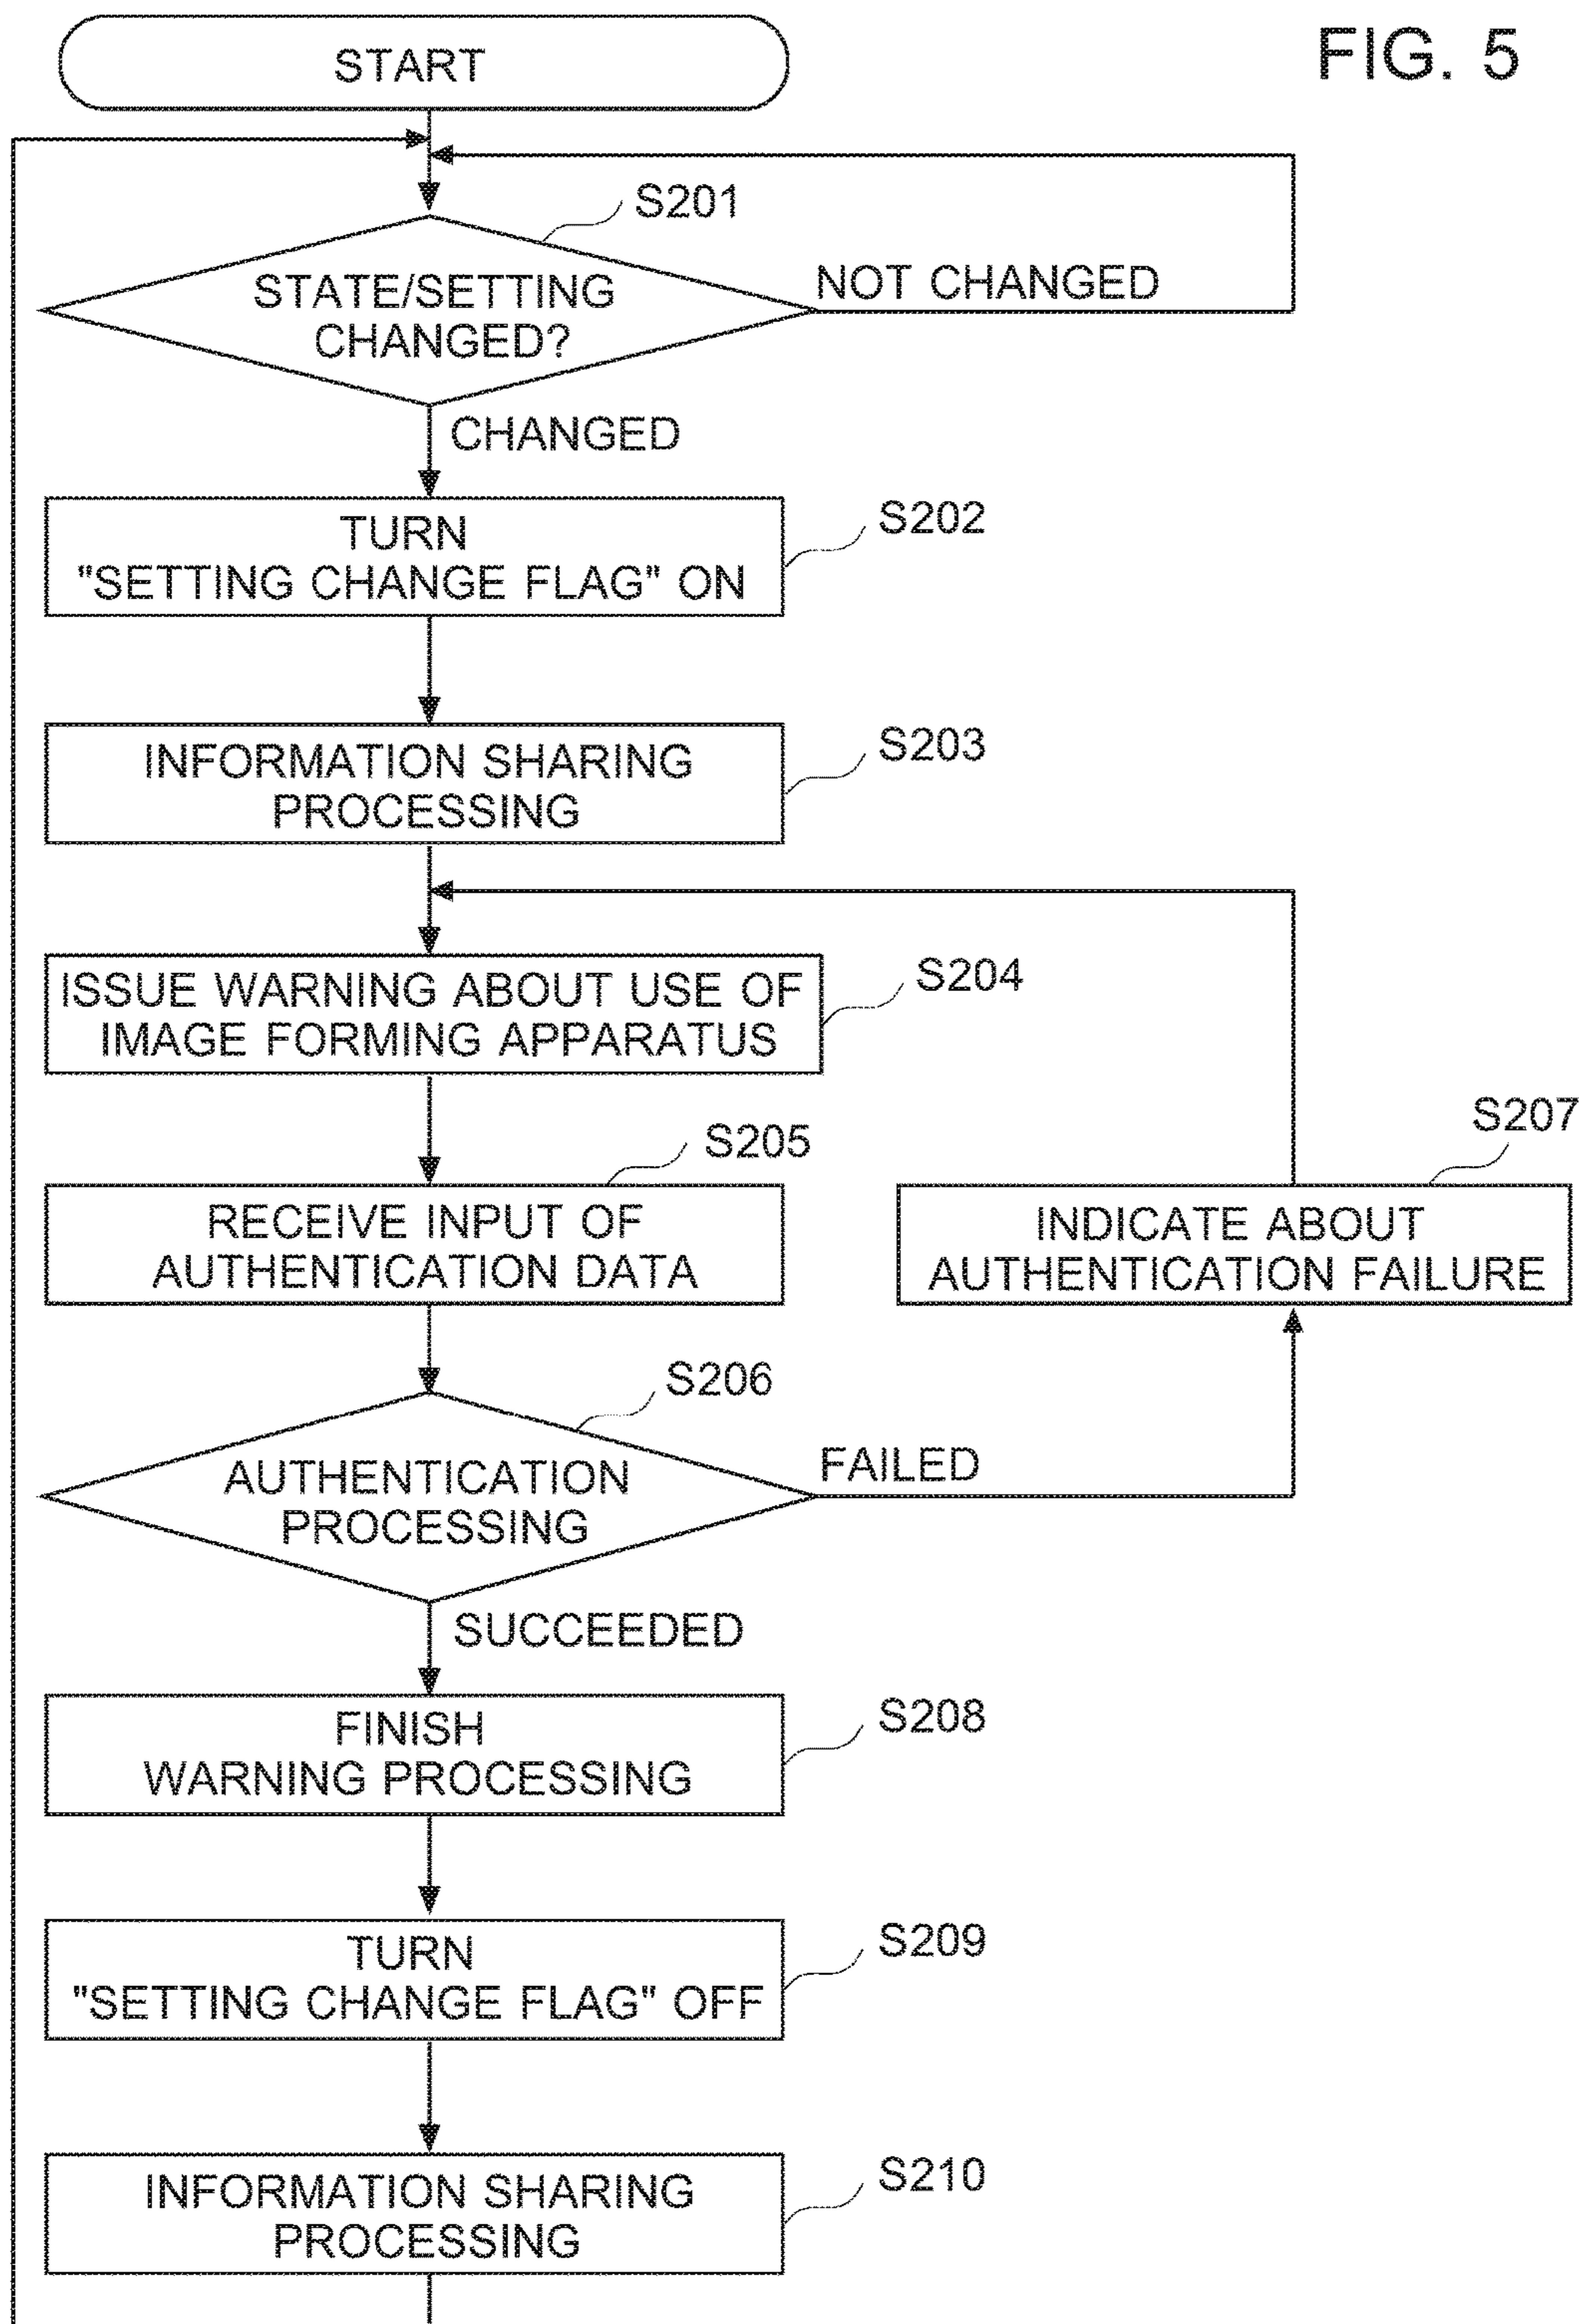 FIG. 5
START
S201
STATE/SETTING
CHANGED?
NOT CHANGED
CHANGED
S202
TURN
"SETTING CHANGE FLAG" ON
S203
INFORMATION SHARING
PROCESSING
S204
ISSUE WARNING ABOUT USE OF
IMAGE FORMING APPARATUS
S205
RECEIVE INPUT OF
AUTHENTICATION DATA
S207
INDICATE ABOUT
AUTHENTICATION FAILURE
S206
AUTHENTICATION
PROCESSING
FAILED
SUCCEEDED
S208
FINISH
WARNING PROCESSING
S209
TURN
"SETTING CHANGE FLAG" OFF
S210
INFORMATION SHARING
PROCESSING